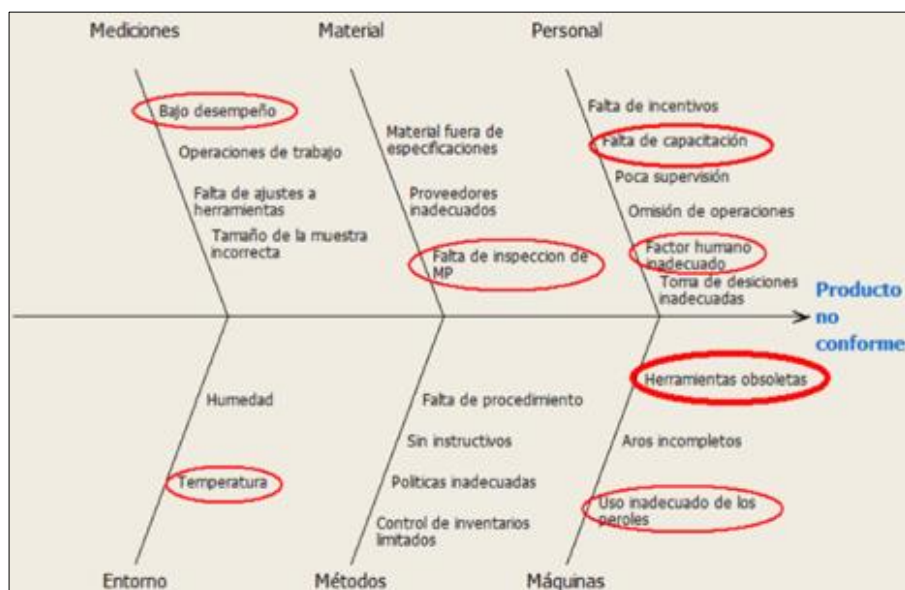 Mediciones
Material
Personal
Bajo desempeño
Operaciones de trabajo
Falta de ajustes a
herramientas
Tamaño de la muestra
incorrecta
Material fuera de
especificaciones
Proveedores
inadecuados
Falta de inspeccion de
MP
Falta de incentivos
Falta de capacitación
Poca supervisión
Omisión de operaciones
Factor humano
inadecuado
Toma de desiciones
inadecuadas
Producto
no
conforme
Humedad
Temperatura
Falta de procedimiento
Sin instructivos
Politicas inadecuadas
Control de inventarios
limitados
Herramientas obsoletas
Aros incompletos
Uso inadecuado de los
peroles
Entorno
Métodos
Máquinas